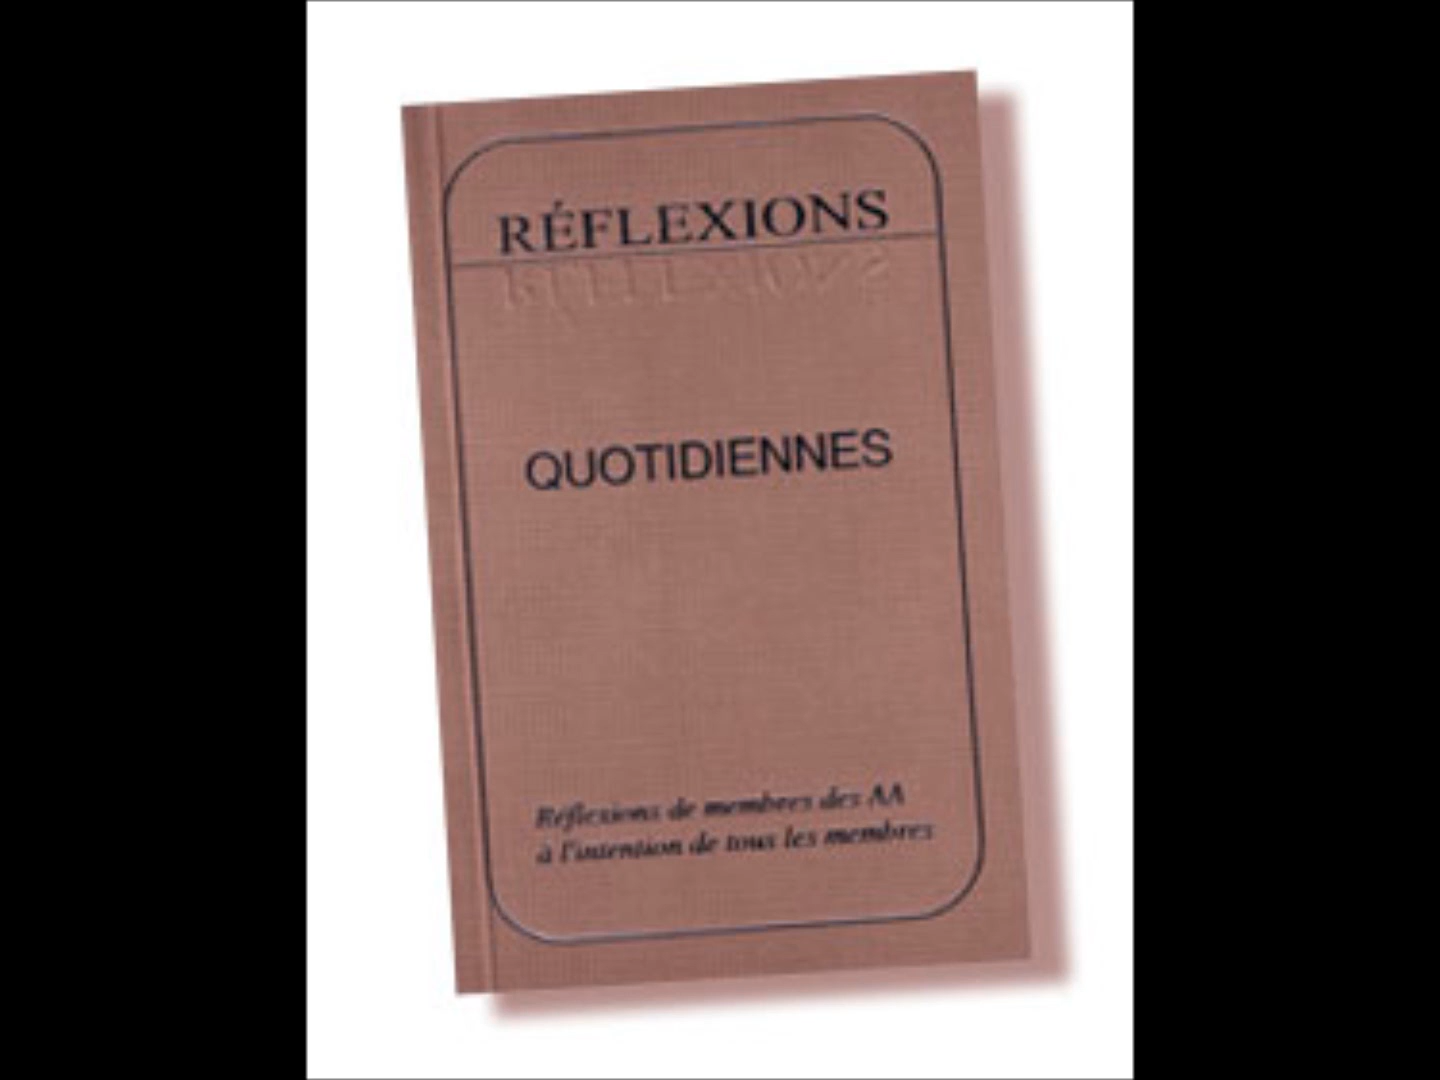 RÉFLEXIONS
QUOTIDIENNES
Réflexions de membres des AA
à l'intention de tous les membres